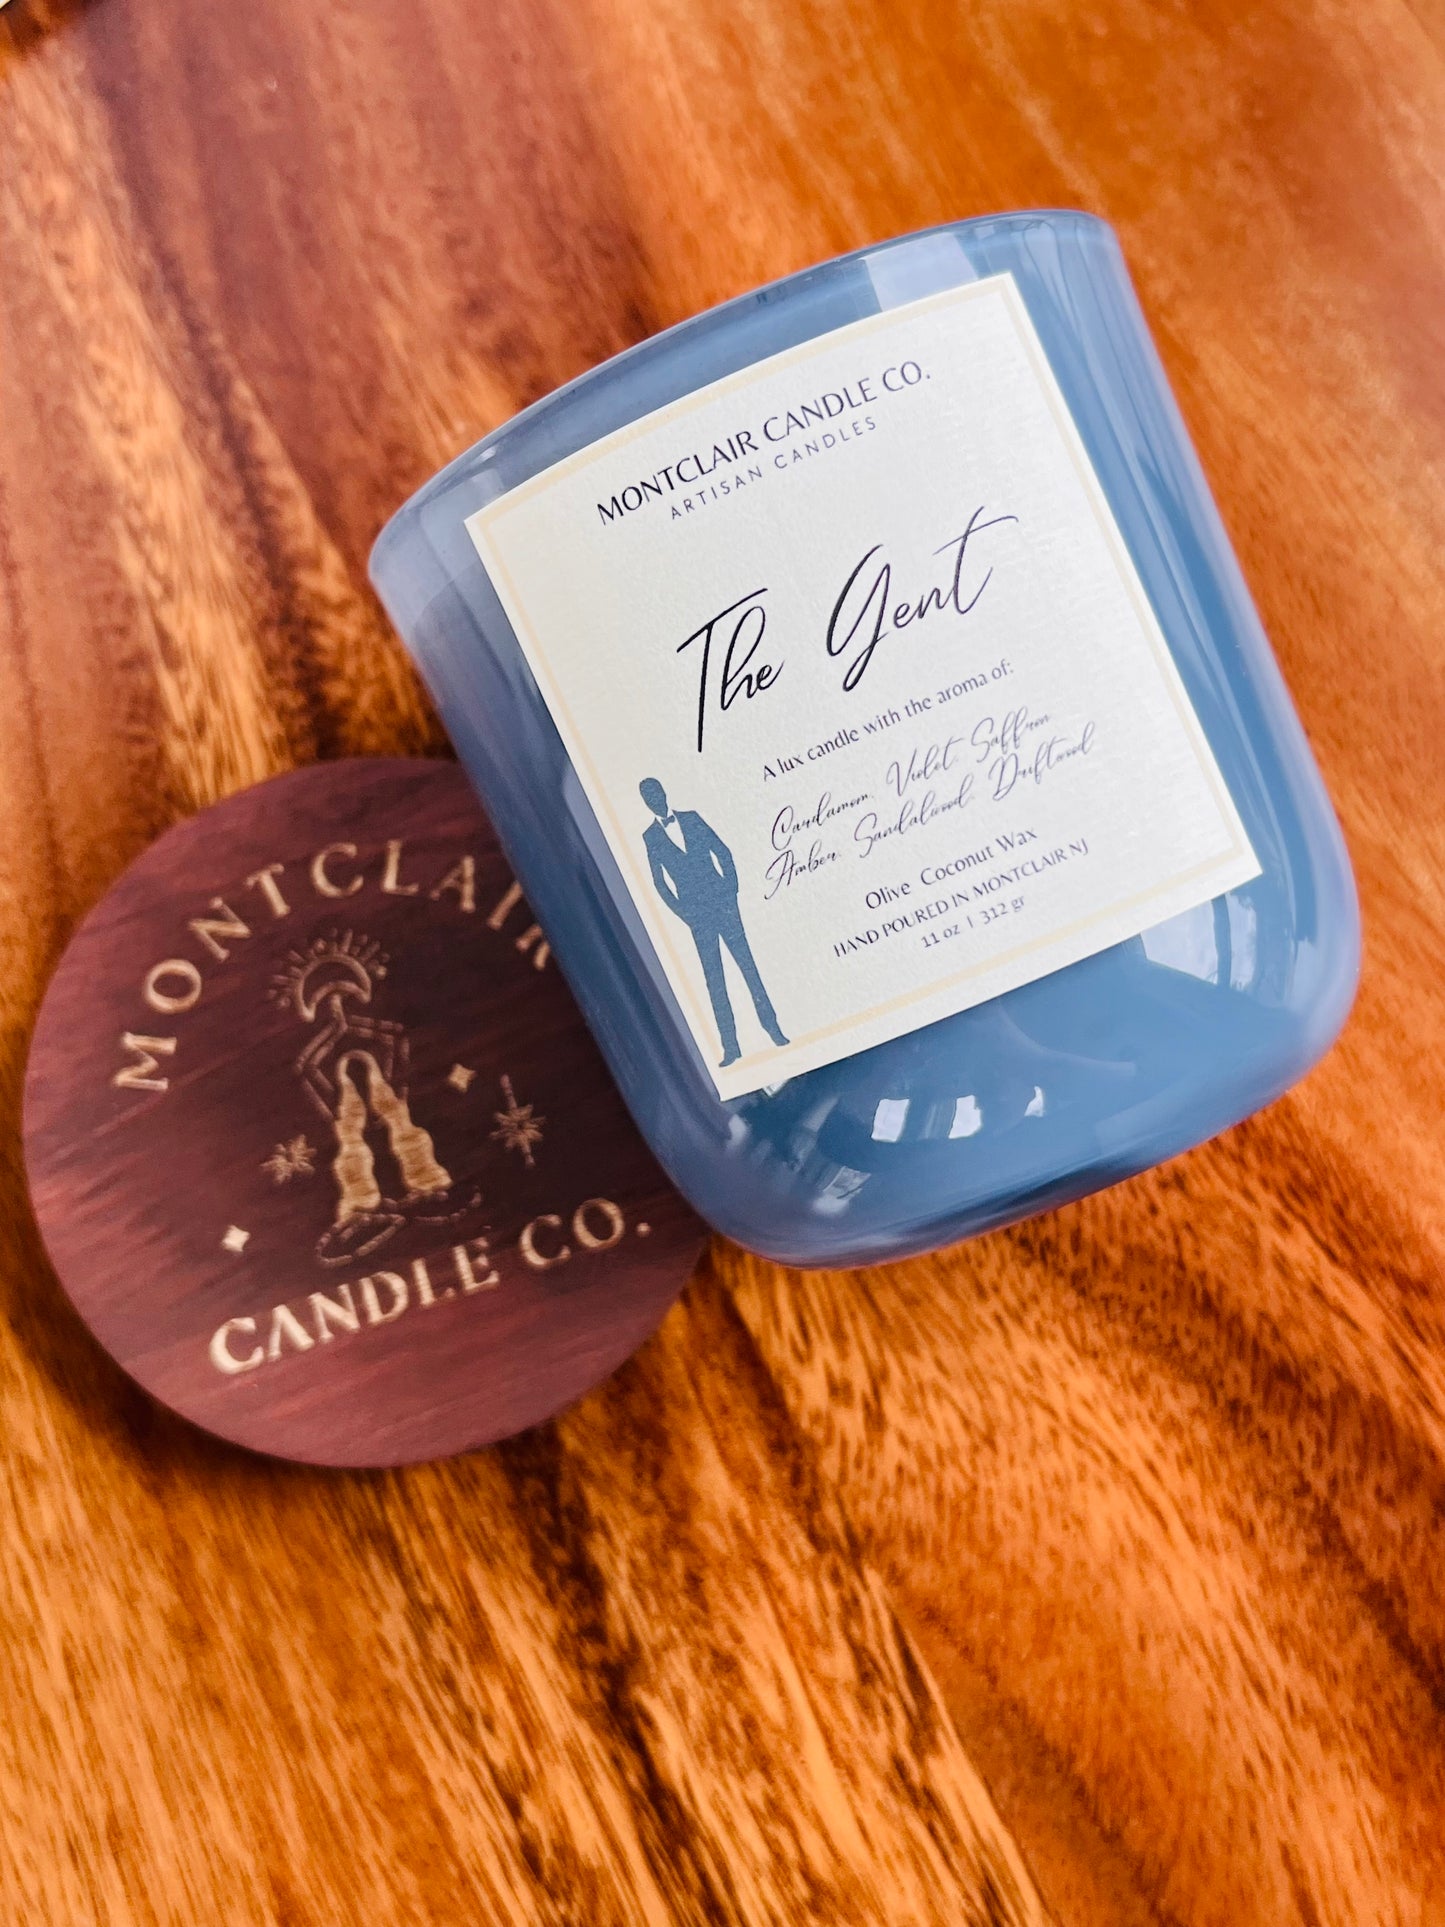 MONTCLAIR CANDLE CO.
ARTISAN CANDLES
The Gent
A lux candle with the aroma of:
Cardamom, Violet, Saffron
Amber, Sandalwood, Driftwood
Olive Coconut Wax
HAND POURED IN MONTCLAIR NJ
11 oz | 312 gr
MONTCLAIR
CANDLE CO.